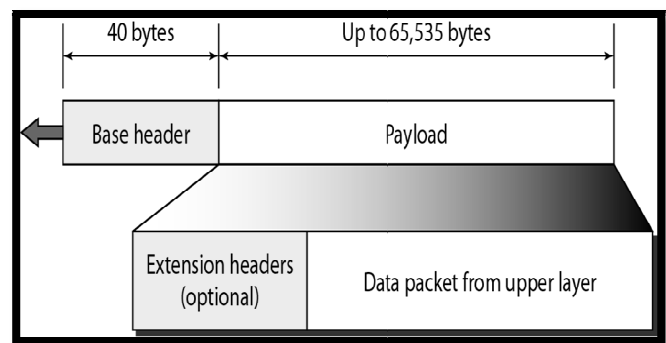 40 bytes
Up to 65,535 bytes
Base header
Payload
Extension headers
(optional)
Data packet from upper layer